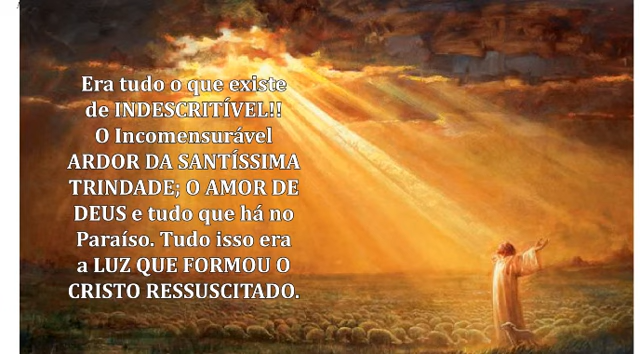 Era tudo o que existe
de INDESCRITÍVEL!!
O Incomensurável
ARDOR DA SANTÍSSIMA
TRINDADE; O AMOR DE
DEUS e tudo que há no
Paraíso. Tudo isso era
a LUZ QUE FORMOU O
CRISTO RESSUSCITADO.